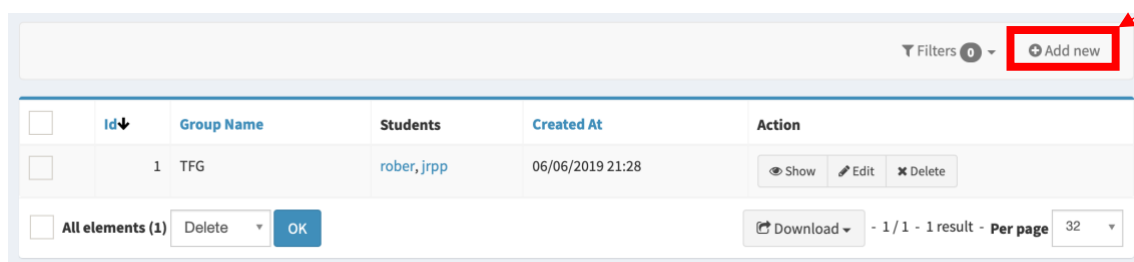 Filters 0 Add new
Id Group Name Students Created At Action
1 TFG rober, jrpp 06/06/2019 21:28 Show Edit Delete
All elements (1) Delete OK Download - 1 / 1 - 1 result - Per page 32